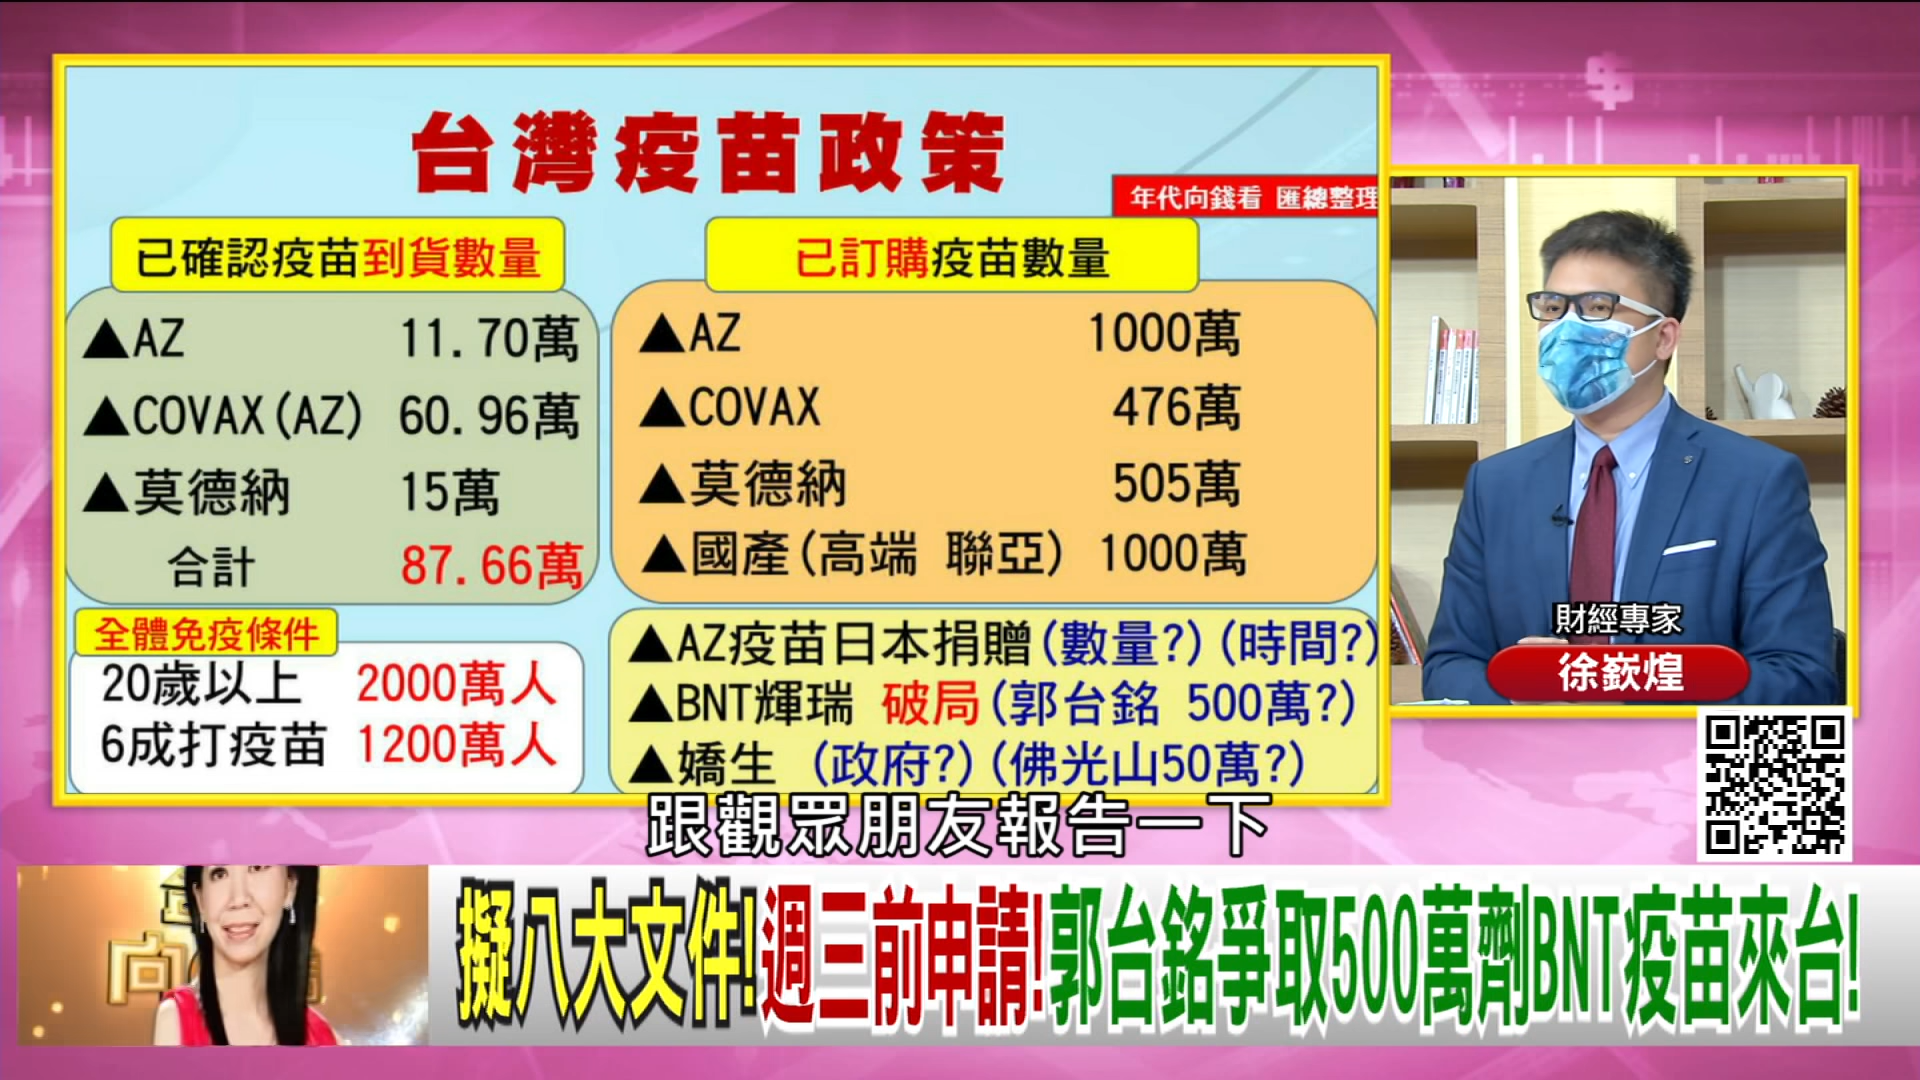 台灣疫苗政策
年代向錢看 匯總整理
已確認疫苗到貨數量
▲AZ 11.70萬
▲COVAX(AZ) 60.96萬
▲莫德納 15萬
合計 87.66萬
已訂購疫苗數量
▲AZ 1000萬
▲COVAX 476萬
▲莫德納 505萬
▲國產(高端 聯亞) 1000萬
全體免疫條件
20歲以上 2000萬人
6成打疫苗 1200萬人
▲AZ疫苗日本捐贈(數量?)(時間?)
▲BNT輝瑞 破局(郭台銘 500萬?)
▲嬌生 (政府?)(佛光山50萬?)
財經專家
徐嶔煌
跟觀眾朋友報告一下
擬八大文件!週三前申請!郭台銘爭取500萬劑BNT疫苗來台!